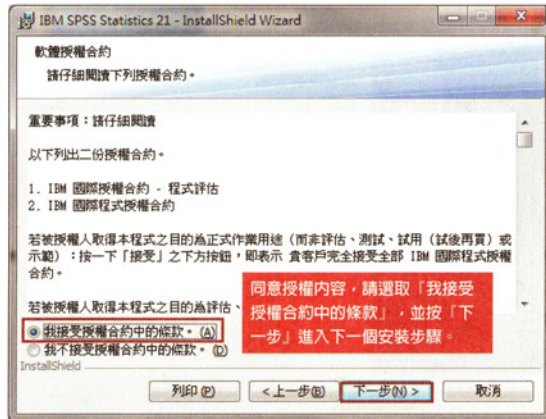 IBM SPSS Statistics 21 - InstallShield Wizard
軟體授權合約
請仔細閱讀下列授權合約。
重要事項：請仔細閱讀
以下列出二份授權合約。
1. IBM 國際授權合約 - 程式評估
2. IBM 國際程式授權合約
若被授權人取得本程式之目的為正式作業用途（而非評估、測試、試用（試後再買）或
示範）：按一下「接受」之下方按鈕，即表示 貴客戶完全接受全部 IBM 國際程式授權
合約。
若被授權人取得本程式之目的為評估、
同意授權內容，請選取『我接受
授權合約中的條款』，並按『下
一步』進入下一個安裝步驟。
我接受授權合約中的條款。(A)
我不接受授權合約中的條款。(D)
InstallShield
列印(P)
<上一步(B)
下一步(N) >
取消